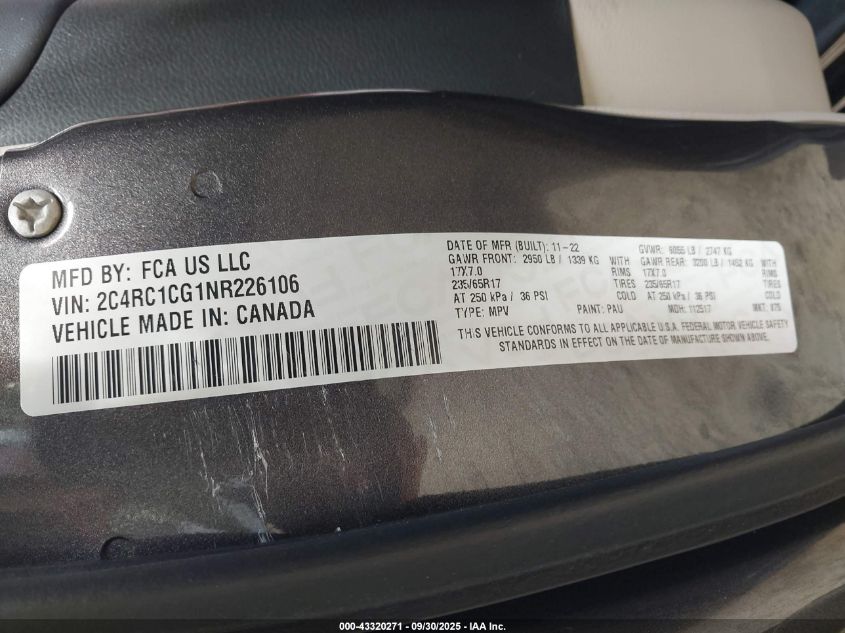 MFD BY: FCA US LLC
VIN: 2C4RC1CG1NR226106
VEHICLE MADE IN: CANADA
DATE OF MFR (BUILT): 11-22 GVWR: 6055 LB / 2747 KG
GAWR FRONT: 2950 LB / 1339 KG WITH GAWR REAR: 3200 LB / 1452 KG WITH
17X7.0 RIMS 17X7.0 RIMS
235/65R17 TIRES 235/65R17 TIRES
AT 250 kPa / 36 PSI AT 250 kPa / 36 PSI
TYPE: MPV PAINT: PAU MDH: 112517 MKT:
THIS VEHICLE CONFORMS TO ALL APPLICABLE U.S.A. FEDERAL MOTOR VEHICLE SAFETY
STANDARDS IN EFFECT ON THE DATE OF MANUFACTURE SHOWN ABOVE.
000-43320271 - 09/30/2025 - IAA Inc.